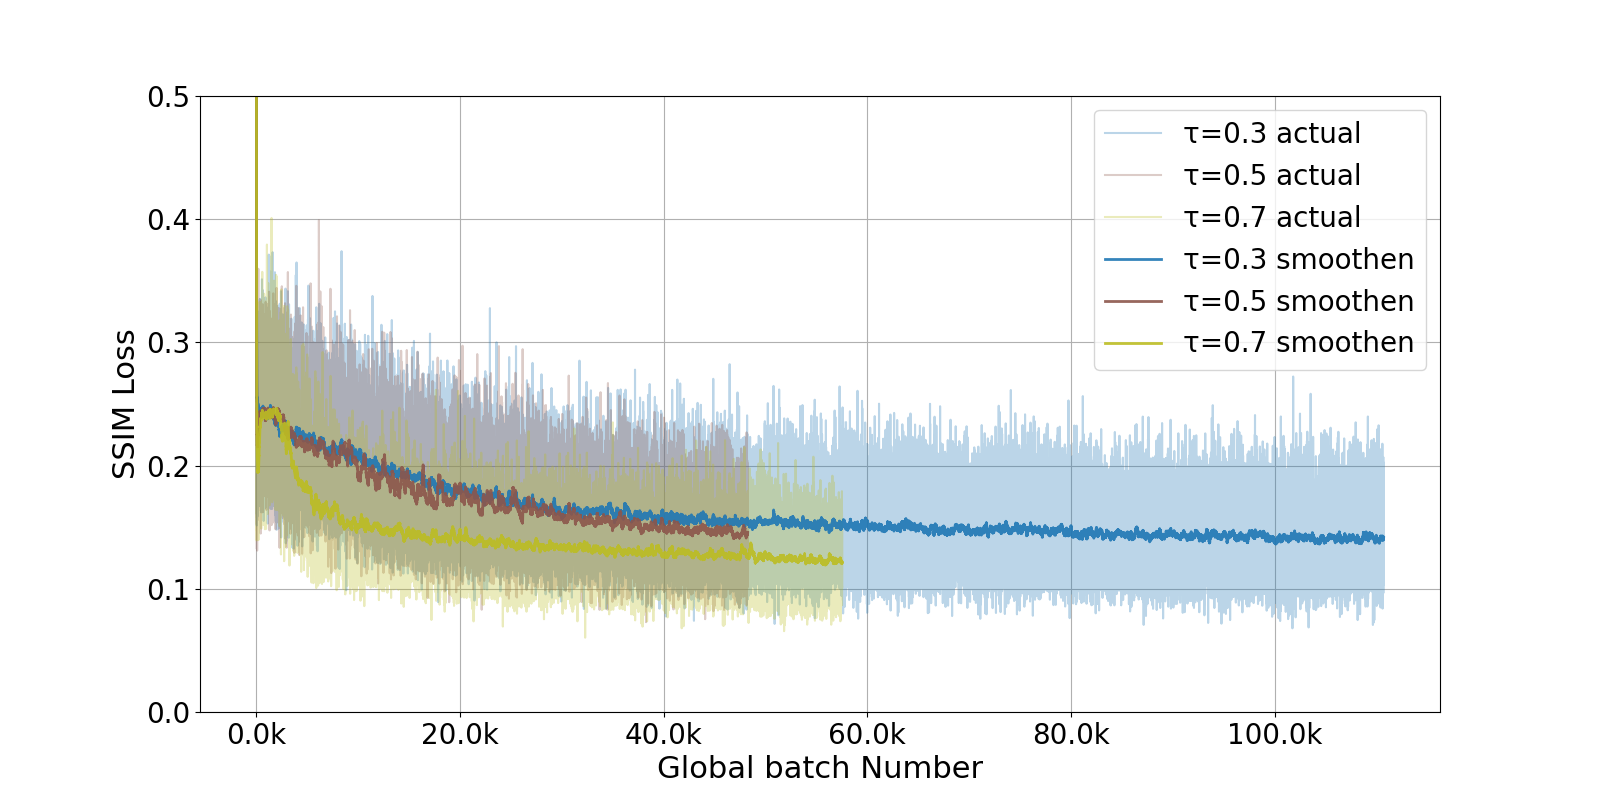 0.5
0.4
0.3
0.2
0.1
0.0
SSIM Loss
τ=0.3 actual
τ=0.5 actual
τ=0.7 actual
τ=0.3 smoothen
τ=0.5 smoothen
τ=0.7 smoothen
0.0k 20.0k 40.0k 60.0k 80.0k 100.0k
Global batch Number